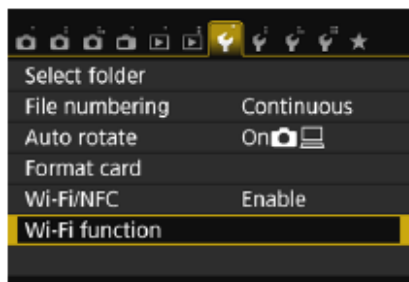 Select folder
File numbering Continuous
Auto rotate On
Format card
Wi-Fi/NFC Enable
Wi-Fi function